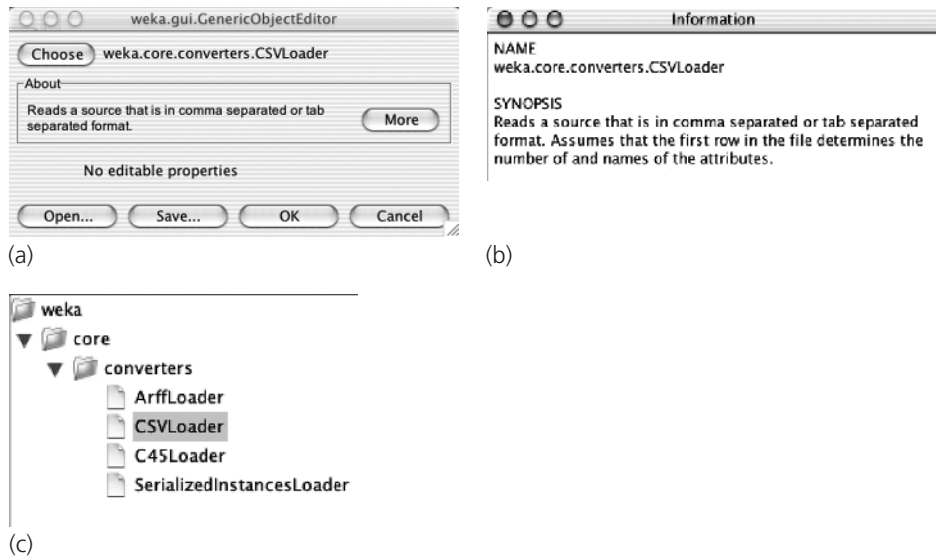 weka.gui.GenericObjectEditor
Choose weka.core.converters.CSVLoader
About
Reads a source that is in comma separated or tab
separated format.
More
No editable properties
Open... Save... OK Cancel
(a)
Information
NAME
weka.core.converters.CSVLoader
SYNOPSIS
Reads a source that is in comma separated or tab separated
format. Assumes that the first row in the file determines the
number of and names of the attributes.
(b)
weka
core
converters
ArffLoader
CSVLoader
C45Loader
SerializedInstancesLoader
(c)